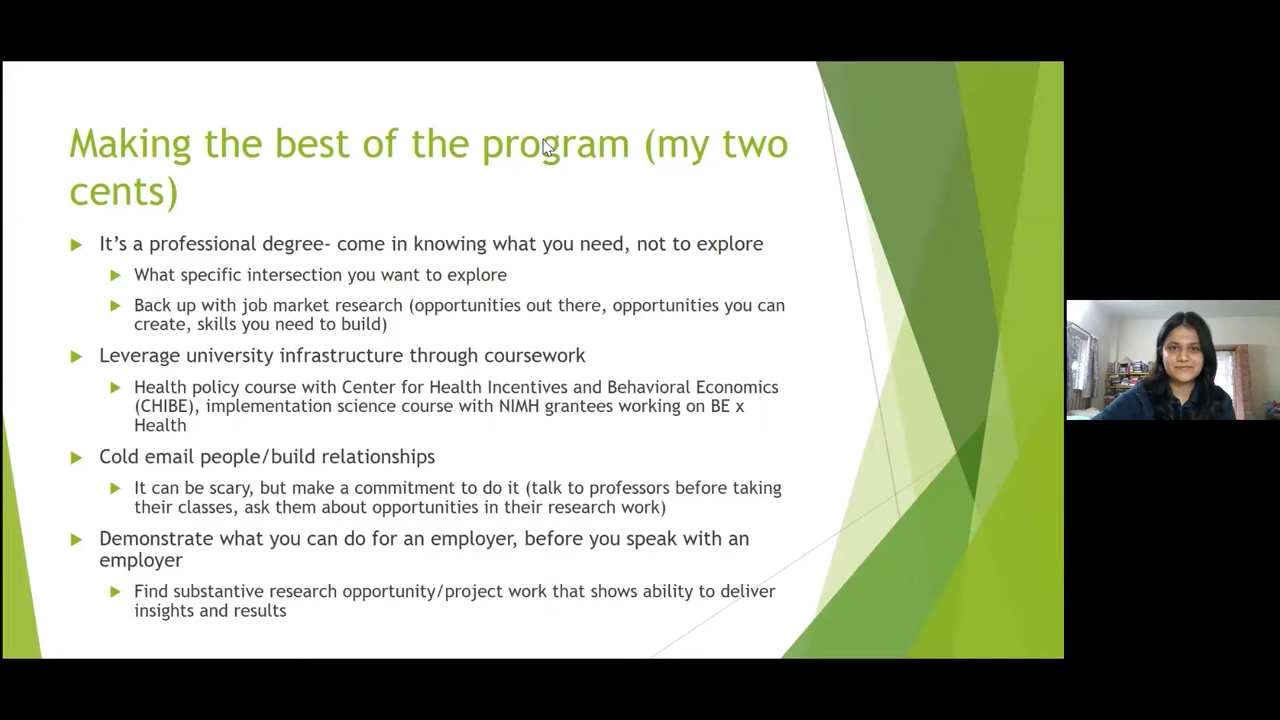 Making the best of the program (my two
cents)
It's a professional degree- come in knowing what you need, not to explore
What specific intersection you want to explore
Back up with job market research (opportunities out there, opportunities you can
create, skills you need to build)
Leverage university infrastructure through coursework
Health policy course with Center for Health Incentives and Behavioral Economics
(CHIBE), implementation science course with NIMH grantees working on BE x
Health
Cold email people/build relationships
It can be scary, but make a commitment to do it (talk to professors before taking
their classes, ask them about opportunities in their research work)
Demonstrate what you can do for an employer, before you speak with an
employer
Find substantive research opportunity/project work that shows ability to deliver
insights and results